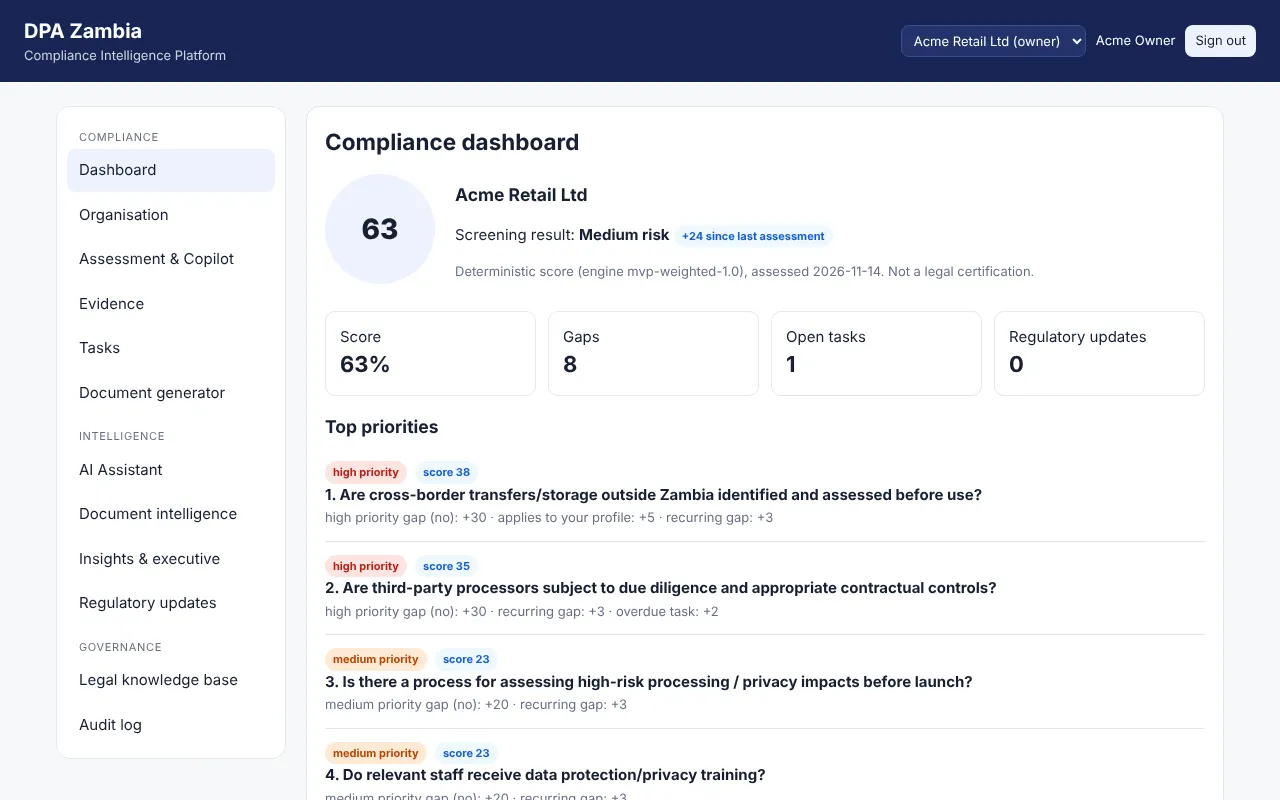 DPA Zambia
Compliance Intelligence Platform
Acme Retail Ltd (owner)
Acme Owner
Sign out
COMPLIANCE
Dashboard
Organisation
Assessment & Copilot
Evidence
Tasks
Document generator
INTELLIGENCE
AI Assistant
Document intelligence
Insights & executive
Regulatory updates
GOVERNANCE
Legal knowledge base
Audit log
Compliance dashboard
63
Acme Retail Ltd
Screening result: Medium risk +24 since last assessment
Deterministic score (engine mvp-weighted-1.0), assessed 2026-11-14. Not a legal certification.
Score
63%
Gaps
8
Open tasks
1
Regulatory updates
0
Top priorities
high priority score 38
1. Are cross-border transfers/storage outside Zambia identified and assessed before use?
high priority gap (no): +30 · applies to your profile: +5 · recurring gap: +3
high priority score 35
2. Are third-party processors subject to due diligence and appropriate contractual controls?
high priority gap (no): +30 · recurring gap: +3 · overdue task: +2
medium priority score 23
3. Is there a process for assessing high-risk processing / privacy impacts before launch?
medium priority gap (no): +20 · recurring gap: +3
medium priority score 23
4. Do relevant staff receive data protection/privacy training?
medium priority gap (no): +20 · recurring gap: +3